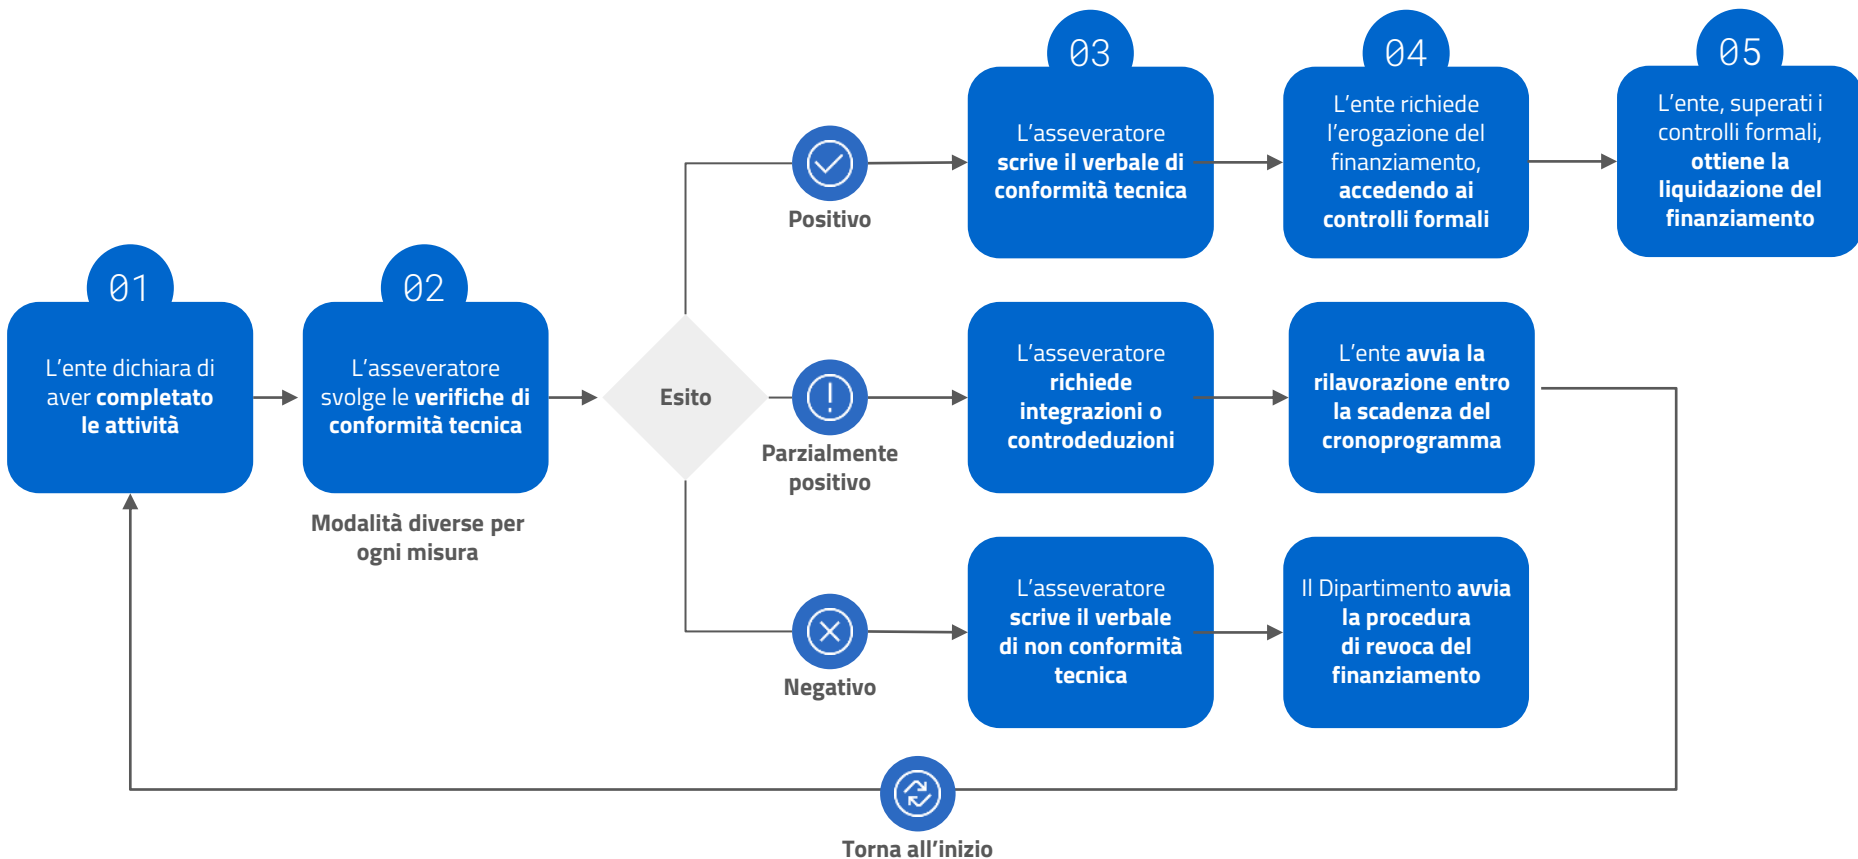 01
L’ente dichiara di
aver completato
le attività
02
L’asseveratore
svolge le verifiche di
conformità tecnica
Modalità diverse per
ogni misura
Esito
Positivo
03
L’asseveratore
scrive il verbale di
conformità tecnica
04
L’ente richiede
l’erogazione del
finanziamento,
accedendo ai
controlli formali
05
L’ente, superati i
controlli formali,
ottiene la
liquidazione del
finanziamento
Parzialmente
positivo
L’asseveratore
richiede
integrazioni o
controdeduzioni
L’ente avvia la
rilavorazione entro
la scadenza del
cronoprogramma
Negativo
L’asseveratore
scrive il verbale
di non conformità
tecnica
Il Dipartimento avvia
la procedura
di revoca del
finanziamento
Torna all’inizio